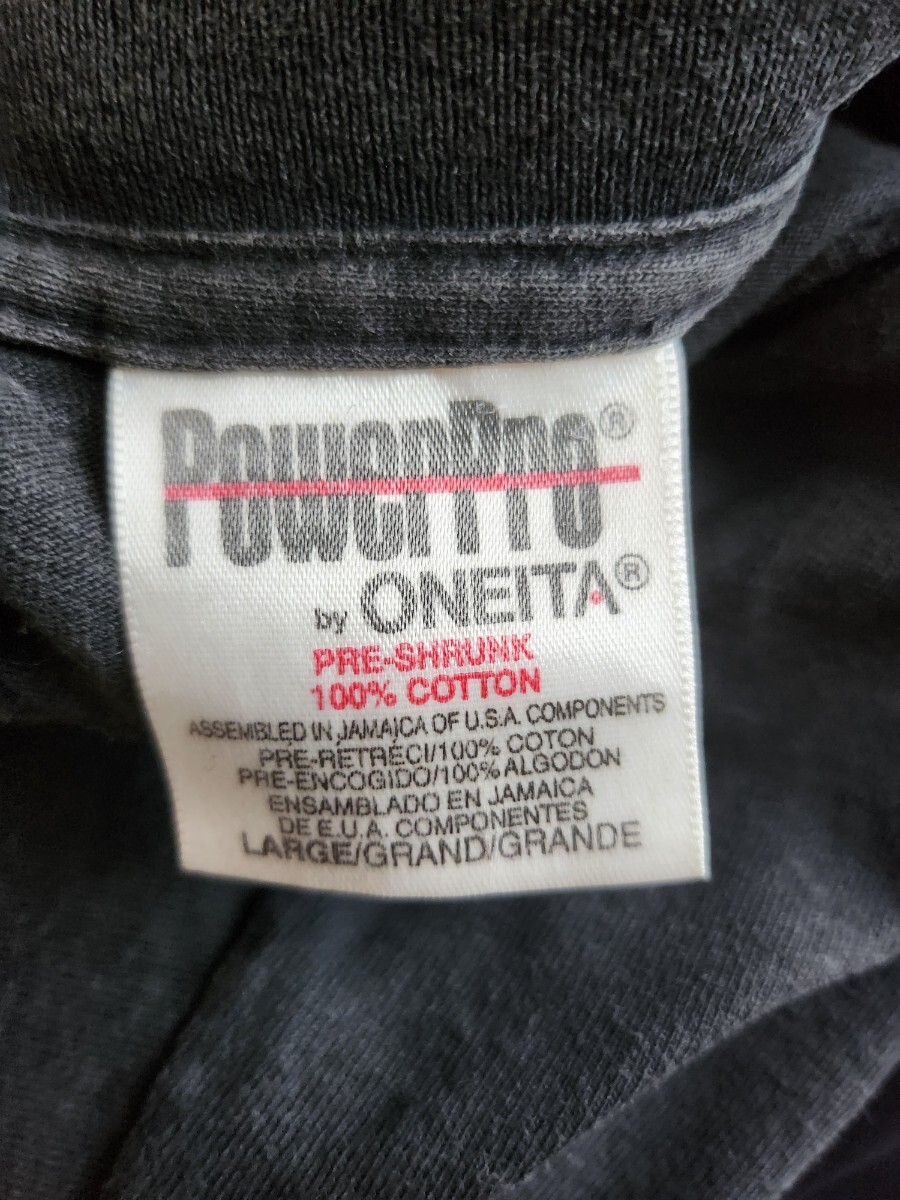 PowerPro®
by ONEITA®
PRE-SHRUNK
100% COTTON
ASSEMBLED IN JAMAICA OF U.S.A. COMPONENTS
PRE-RETRÉCI/100% COTON
PRE-ENCOGIDO/100% ALGODON
ENSAMBLADO EN JAMAICA
DE E.U.A. COMPONENTES
LARGE/GRAND/GRANDE